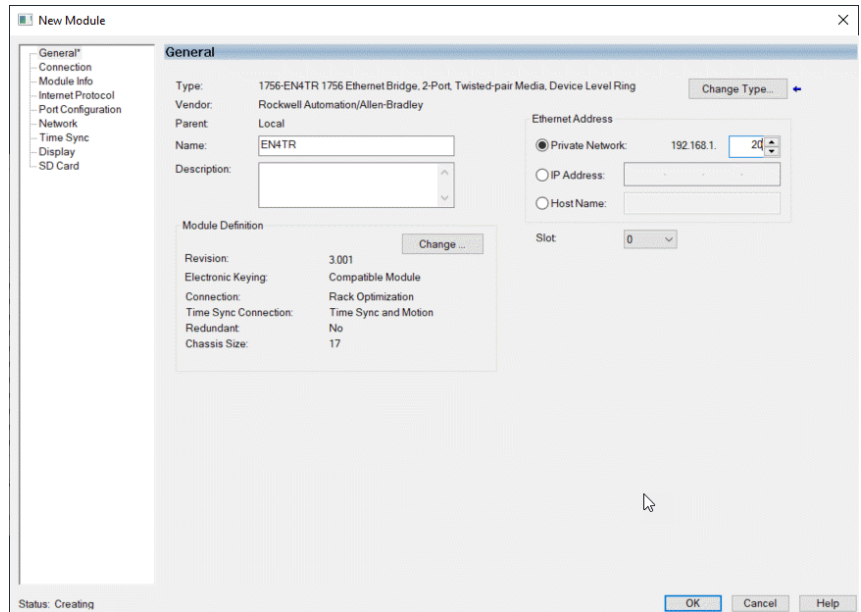 New Module
General*
Connection
Module Info
Internet Protocol
Port Configuration
Network
Time Sync
Display
SD Card
General
Type: 1756-EN4TR 1756 Ethernet Bridge, 2-Port, Twisted-pair Media, Device Level Ring
Change Type...
Vendor: Rockwell Automation/Allen-Bradley
Parent: Local
Name: EN4TR
Description:
Ethernet Address
Private Network: 192.168.1. 20
IP Address: . . .
Host Name:
Slot: 0
Module Definition
Change ...
Revision: 3.001
Electronic Keying: Compatible Module
Connection: Rack Optimization
Time Sync Connection: Time Sync and Motion
Redundant: No
Chassis Size: 17
Status: Creating
OK
Cancel
Help